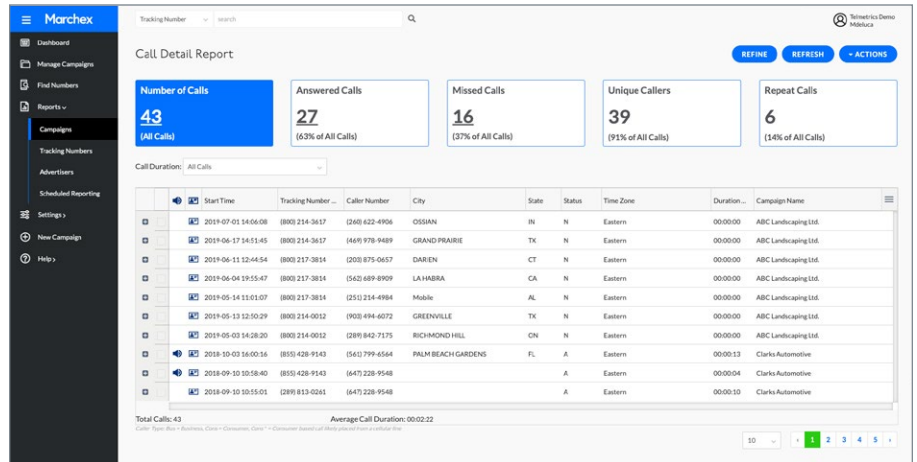 Marchex
Tracking Number search
Telmetrics Demo
Mdeluca
Dashboard
Manage Campaigns
Find Numbers
Reports
Campaigns
Tracking Numbers
Advertisers
Scheduled Reporting
Settings
New Campaign
Help
Call Detail Report
REFINE REFRESH ACTIONS
Number of Calls Answered Calls Missed Calls Unique Callers Repeat Calls
43 27 16 39 6
(All Calls) (63% of All Calls) (37% of All Calls) (91% of All Calls) (14% of All Calls)
Call Duration: All Calls
Start Time Tracking Number ... Caller Number City State Status Time Zone Duration ... Campaign Name
2019-07-01 14:06:08 (800) 214-3617 (260) 622-4906 OSSIAN IN N Eastern 00:00:00 ABC Landscaping Ltd.
2019-06-17 14:51:45 (800) 214-3617 (469) 978-9489 GRAND PRAIRIE TX N Eastern 00:00:00 ABC Landscaping Ltd.
2019-06-11 12:44:54 (800) 217-3814 (203) 875-0657 DARIEN CT N Eastern 00:00:00 ABC Landscaping Ltd.
2019-06-04 19:55:47 (800) 217-3814 (562) 689-8909 LA HABRA CA N Eastern 00:00:00 ABC Landscaping Ltd.
2019-05-14 11:01:07 (800) 217-3814 (251) 214-4984 Mobile AL N Eastern 00:00:00 ABC Landscaping Ltd.
2019-05-13 12:50:29 (800) 214-0012 (903) 494-6072 GREENVILLE TX N Eastern 00:00:00 ABC Landscaping Ltd.
2019-05-03 14:28:20 (800) 214-0012 (289) 842-7175 RICHMOND HILL ON N Eastern 00:00:00 ABC Landscaping Ltd.
2018-10-03 16:00:16 (855) 428-9143 (561) 799-6564 PALM BEACH GARDENS FL A Eastern 00:00:13 Clarks Automotive
2018-09-10 10:58:40 (855) 428-9143 (647) 228-9548 A Eastern 00:00:04 Clarks Automotive
2018-09-10 10:55:01 (289) 813-0261 (647) 228-9548 A Eastern 00:00:10 Clarks Automotive
Total Calls: 43 Average Call Duration: 00:02:22
Caller Type: Bus = Business, Cons = Consumer, Cons * = Consumer based call likely placed from a cellular line
10 1 2 3 4 5